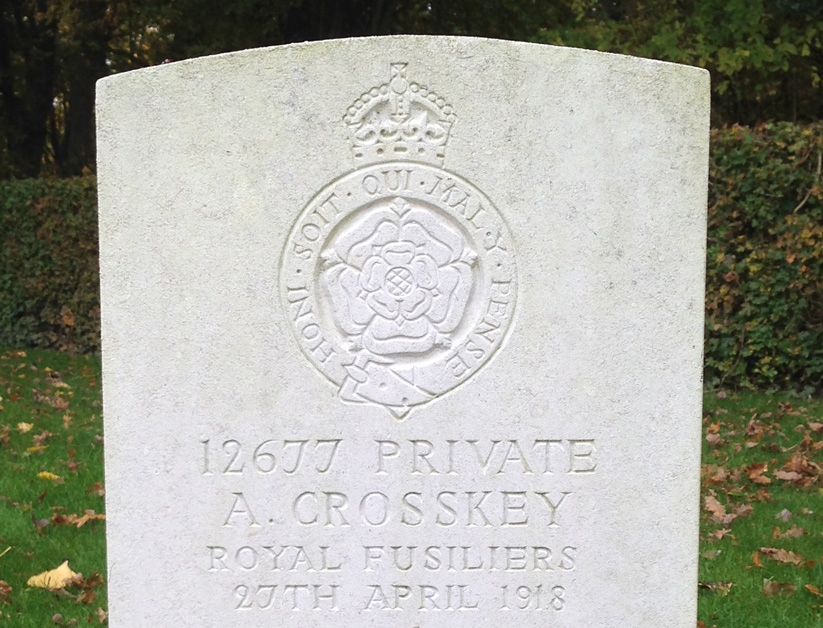 HONI · SOIT · QUI · MAL · Y · PENSE
12677 PRIVATE
A. CROSSKEY
ROYAL FUSILIERS
27TH APRIL 1918